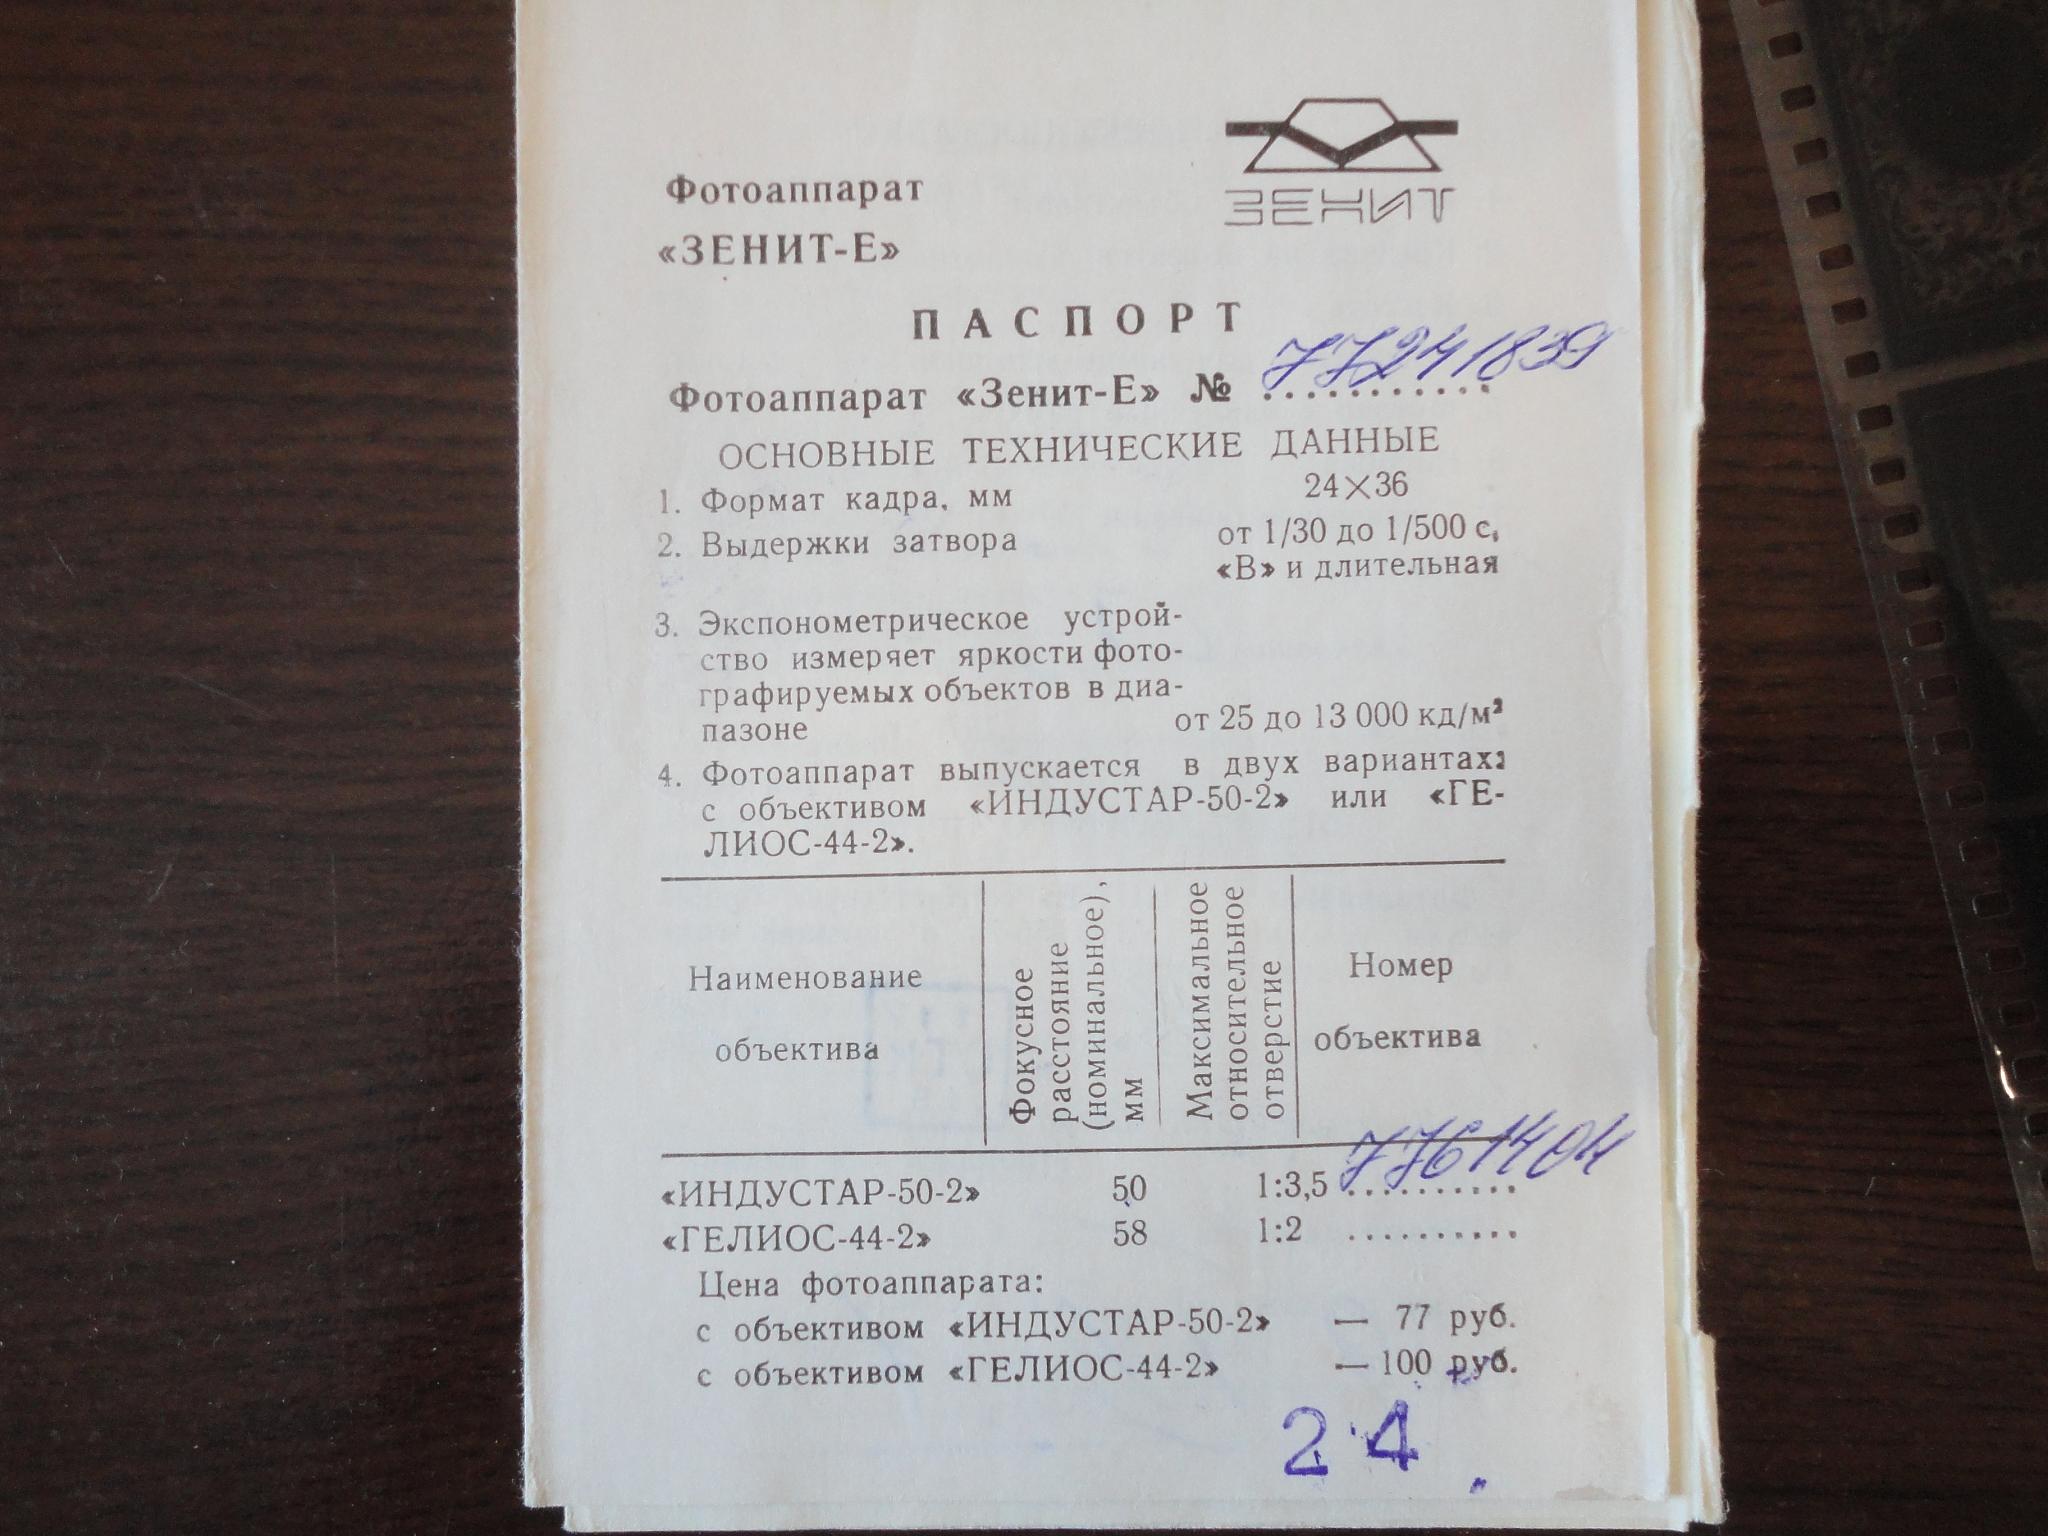 ЗЕНИТ
Фотоаппарат
«ЗЕНИТ-Е»
ПАСПОРТ
77241839
Фотоаппарат «Зенит-Е» № ...........
ОСНОВНЫЕ ТЕХНИЧЕСКИЕ ДАННЫЕ
1. Формат кадра, мм 24×36
2. Выдержки затвора от 1/30 до 1/500 с,
«В» и длительная
3. Экспонометрическое устрой-
ство измеряет яркости фото-
графируемых объектов в диа-
пазоне от 25 до 13 000 кд/м²
4. Фотоаппарат выпускается в двух вариантах:
с объективом «ИНДУСТАР-50-2» или «ГЕ-
ЛИОС-44-2».
Наименование
объектива
Фокусное
расстояние
(номинальное),
мм
Максимальное
относительное
отверстие
Номер
объектива
7761404
«ИНДУСТАР-50-2» 50 1:3,5 ..........
«ГЕЛИОС-44-2» 58 1:2 ..........
Цена фотоаппарата:
с объективом «ИНДУСТАР-50-2» — 77 руб.
с объективом «ГЕЛИОС-44-2» — 100 руб.
24